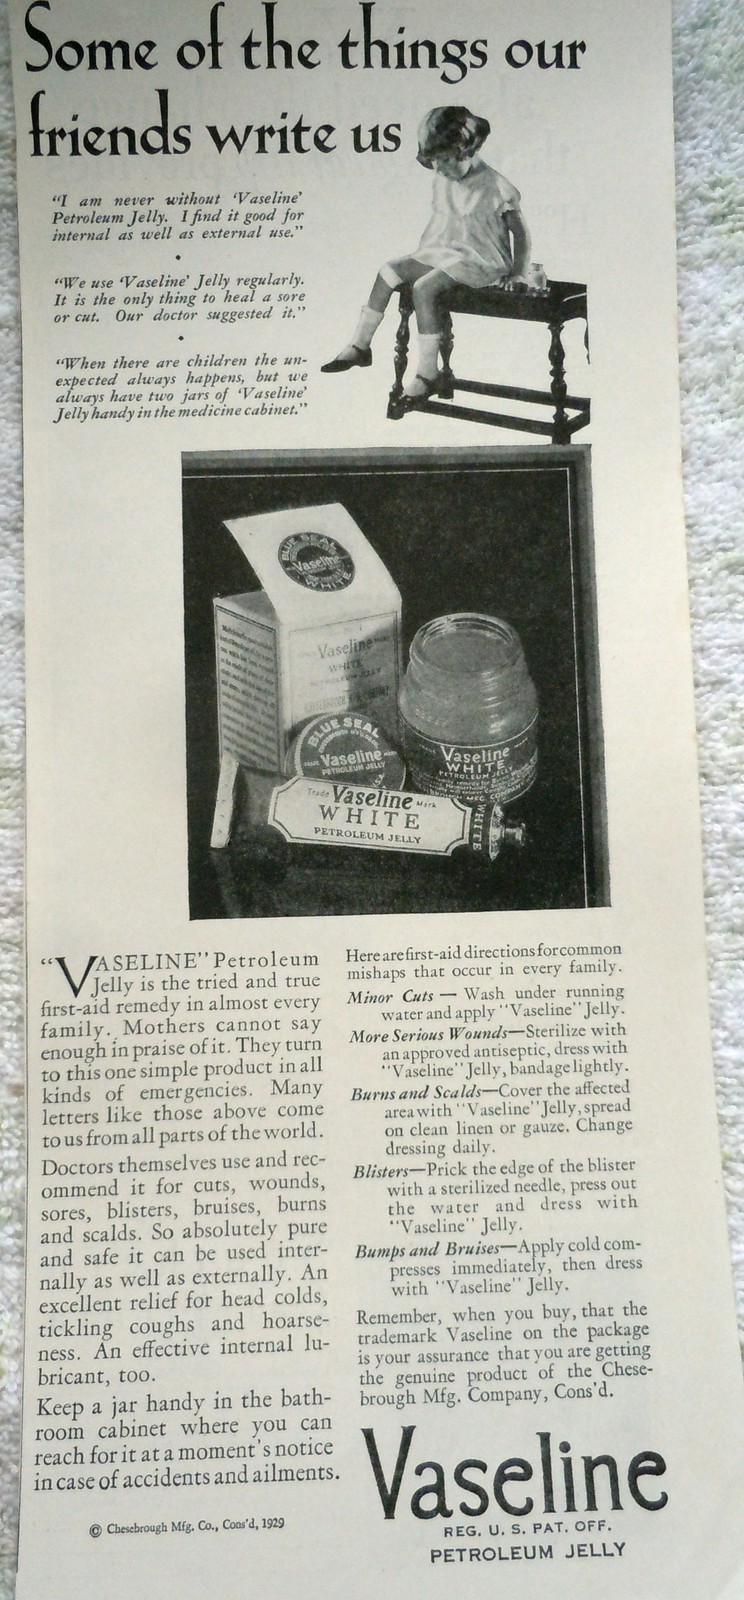 Some of the things our
friends write us
"I am never without 'Vaseline'
Petroleum Jelly. I find it good for
internal as well as external use."
"We use 'Vaseline' Jelly regularly.
It is the only thing to heal a sore
or cut. Our doctor suggested it."
"When there are children the un-
expected always happens, but we
always have two jars of 'Vaseline'
Jelly handy in the medicine cabinet."
BLUE SEAL
Vaseline
WHITE
Vaseline
WHITE
PETROLEUM JELLY
BLUE SEAL
Vaseline
PETROLEUM JELLY
Vaseline
WHITE
PETROLEUM JELLY
Trade Vaseline Mark
WHITE
PETROLEUM JELLY
WHITE
"VASELINE" Petroleum
Jelly is the tried and true
first-aid remedy in almost every
family. Mothers cannot say
enough in praise of it. They turn
to this one simple product in all
kinds of emergencies. Many
letters like those above come
to us from all parts of the world.
Doctors themselves use and rec-
ommend it for cuts, wounds,
sores, blisters, bruises, burns
and scalds. So absolutely pure
and safe it can be used inter-
nally as well as externally. An
excellent relief for head colds,
tickling coughs and hoarse-
ness. An effective internal lu-
bricant, too.
Keep a jar handy in the bath-
room cabinet where you can
reach for it at a moment's notice
in case of accidents and ailments.
© Chesebrough Mfg. Co., Cons'd, 1929
Here are first-aid directions for common
mishaps that occur in every family.
Minor Cuts — Wash under running
water and apply "Vaseline" Jelly.
More Serious Wounds—Sterilize with
an approved antiseptic, dress with
"Vaseline" Jelly, bandage lightly.
Burns and Scalds—Cover the affected
area with "Vaseline" Jelly, spread
on clean linen or gauze. Change
dressing daily.
Blisters—Prick the edge of the blister
with a sterilized needle, press out
the water and dress with
"Vaseline" Jelly.
Bumps and Bruises—Apply cold com-
presses immediately, then dress
with "Vaseline" Jelly.
Remember, when you buy, that the
trademark Vaseline on the package
is your assurance that you are getting
the genuine product of the Chese-
brough Mfg. Company, Cons'd.
Vaseline
REG. U. S. PAT. OFF.
PETROLEUM JELLY